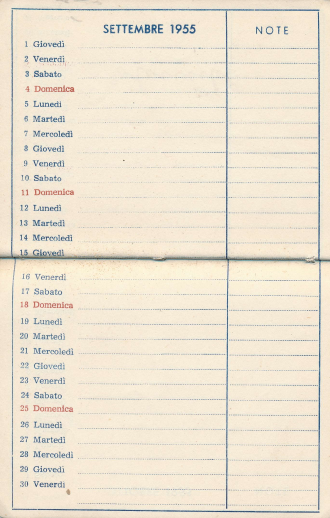 SETTEMBRE 1955
NOTE
1 Giovedì
2 Venerdì
3 Sabato
4 Domenica
5 Lunedì
6 Martedì
7 Mercoledì
8 Giovedì
9 Venerdì
10 Sabato
11 Domenica
12 Lunedì
13 Martedì
14 Mercoledì
15 Giovedì
16 Venerdì
17 Sabato
18 Domenica
19 Lunedì
20 Martedì
21 Mercoledì
22 Giovedì
23 Venerdì
24 Sabato
25 Domenica
26 Lunedì
27 Martedì
28 Mercoledì
29 Giovedì
30 Venerdì